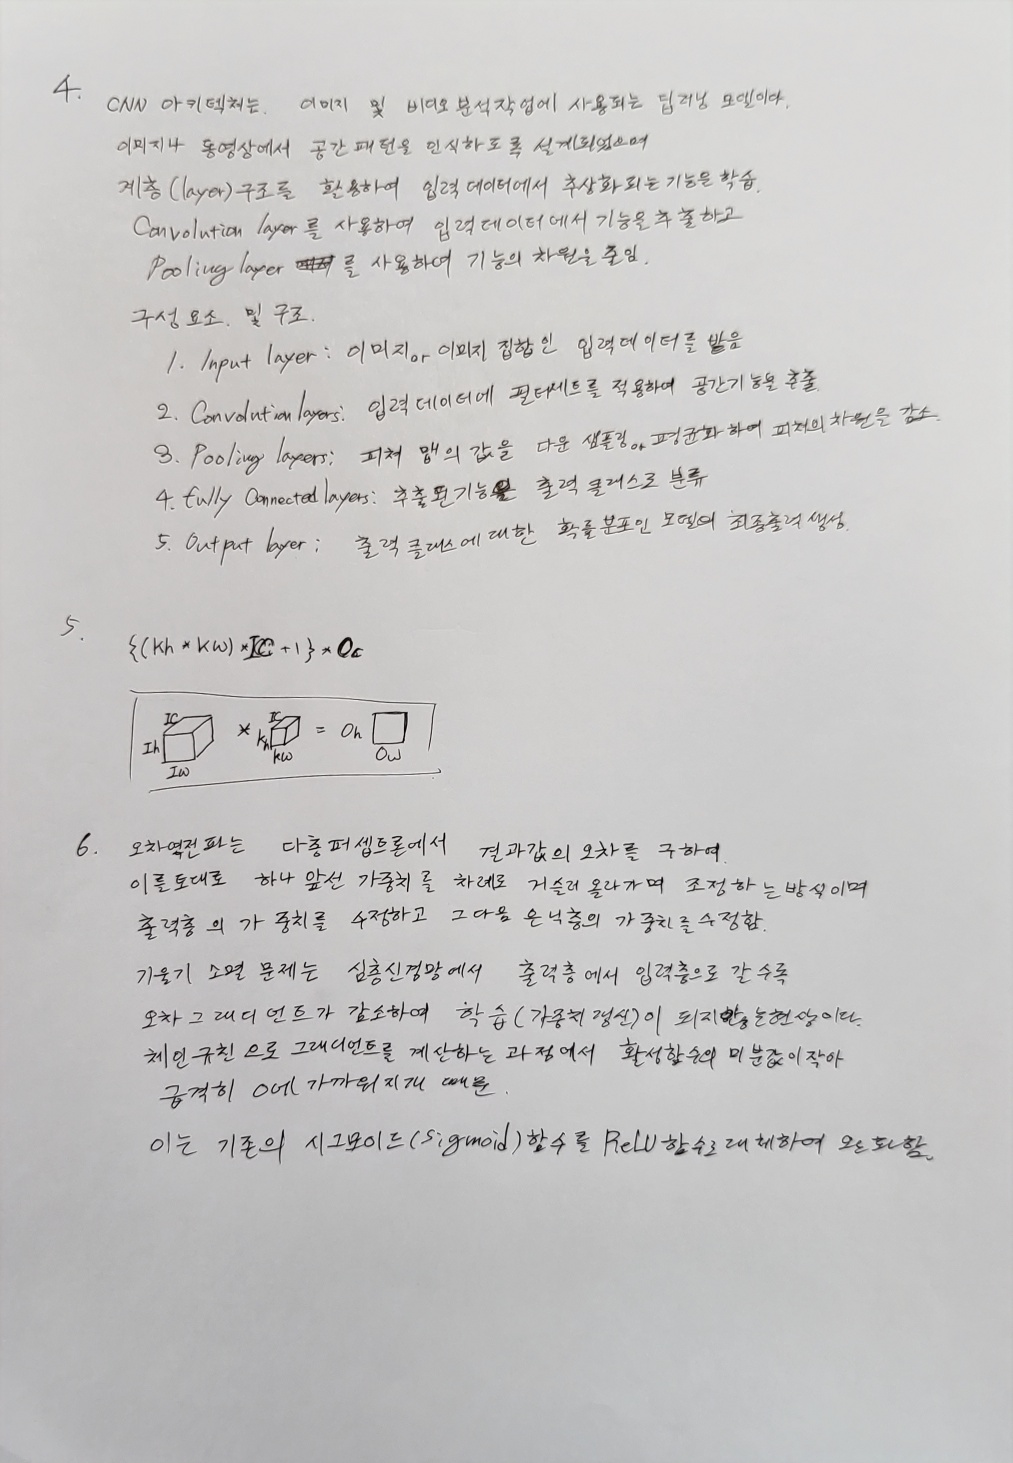 4. CNN 아키텍쳐는. 이미지 및 비디오 분석작업에 사용되는 딥러닝 모델이다.
이미지나 동영상에서 공간 패턴을 인식하도록 설계되었으며
계층(layer)구조를 활용하여 입력데이터에서 추상화되는 기능을 학습.
Convolution layer를 사용하여 입력데이터에서 기능을 추출하고
Pooling layer 를 사용하여 기능의 차원을 줄임.
구성요소. 및 구조.
1. Input layer: 이미지or 이미지 집합인 입력데이터를 받음
2. Convolution layers: 입력데이터에 필터세트를 적용하여 공간기능을 추출.
3. Pooling layers: 피쳐 맵의 값을 다운 샘플링or 평균화하여 피쳐의 차원을 감소.
4. fully Connected layers: 추출된기능을 출력 클래스로 분류
5. Output layer: 출력 클래스에 대한 확률분포인 모델의 최종출력 생성.
5. {(Kh * Kw) * IC + 1} * Oc
IC IC
Ih * Kh = Oh
Iw Kw Ow
6. 오차역전파는 다층퍼셉트론에서 결과값의 오차를 구하여
이를토대로 하나 앞선 가중치를 차례로 거슬러 올라가며 조정하는방식이며
출력층의 가중치를 수정하고 그다음 은닉층의 가중치를 수정함.
기울기 소멸 문제는 심층신경망에서 출력층에서 입력층으로 갈수록
오차그래디언트가 감소하여 학습(가중치갱신)이 되지않는현상이다.
체인규칙으로 그래디언트를 계산하는 과정에서 활성함수의 미분값이작아
급격히 0에 가까워지기 때문.
이는 기존의 시그모이드(Sigmoid)함수를 ReLU함수로 대체하여 완화함.